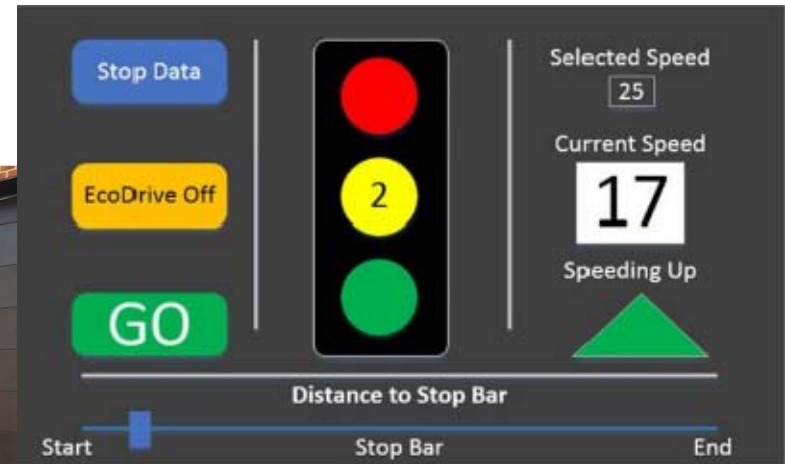 Stop Data
EcoDrive Off
GO
2
Selected Speed
25
Current Speed
17
Speeding Up
Distance to Stop Bar
Start
Stop Bar
End